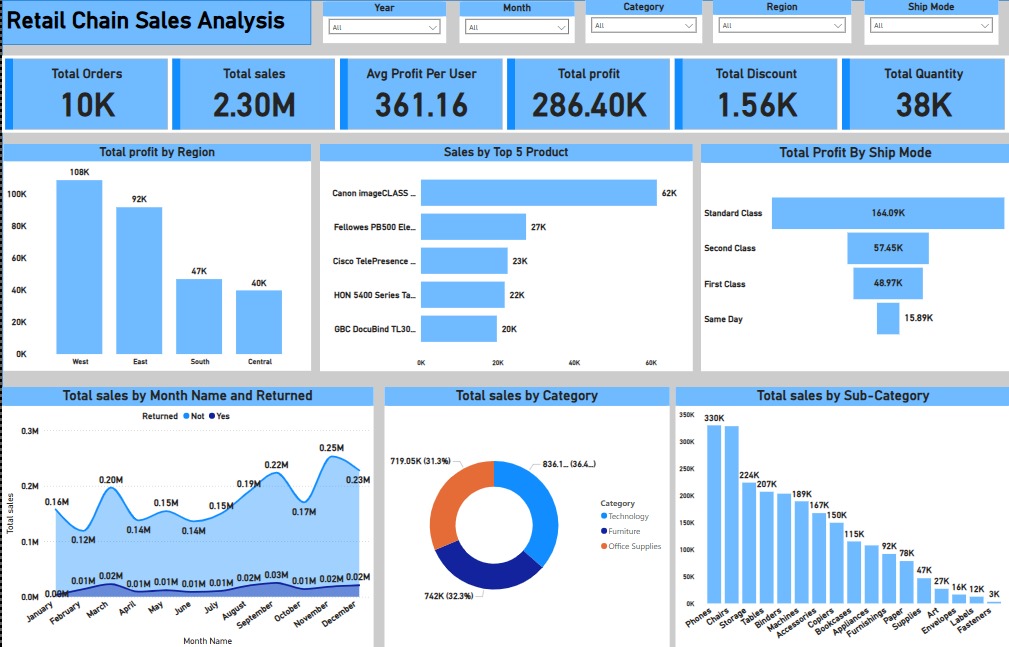 Retail Chain Sales Analysis
Year
All
Month
All
Category
All
Region
All
Ship Mode
All
Total Orders
10K
Total sales
2.30M
Avg Profit Per User
361.16
Total profit
286.40K
Total Discount
1.56K
Total Quantity
38K
Total profit by Region
108K
92K
47K
40K
100K
80K
60K
40K
20K
0K
West
East
South
Central
Sales by Top 5 Product
Canon imageCLASS ...
62K
Fellowes PB500 Ele...
27K
Cisco TelePresence ...
23K
HON 5400 Series Ta...
22K
GBC DocuBind TL30...
20K
0K
20K
40K
60K
Total Profit By Ship Mode
Standard Class
164.09K
Second Class
57.45K
First Class
48.97K
Same Day
15.89K
Total sales by Month Name and Returned
Returned
Not
Yes
Total sales
0.3M
0.2M
0.1M
0.0M
0.16M
0.12M
0.20M
0.14M
0.15M
0.14M
0.15M
0.19M
0.22M
0.17M
0.25M
0.23M
0.00M
0.01M
0.02M
0.01M
0.01M
0.01M
0.01M
0.02M
0.03M
0.01M
0.02M
0.02M
January
February
March
April
May
June
July
August
September
October
November
December
Month Name
Total sales by Category
719.05K (31.3%)
836.1... (36.4...)
742K (32.3%)
Category
Technology
Furniture
Office Supplies
Total sales by Sub-Category
350K
300K
250K
200K
150K
100K
50K
0K
330K
224K
207K
189K
167K
150K
115K
92K
78K
47K
27K
16K
12K
3K
Phones
Chairs
Storage
Tables
Binders
Machines
Accessories
Copiers
Bookcases
Appliances
Furnishings
Paper
Supplies
Art
Envelopes
Labels
Fasteners